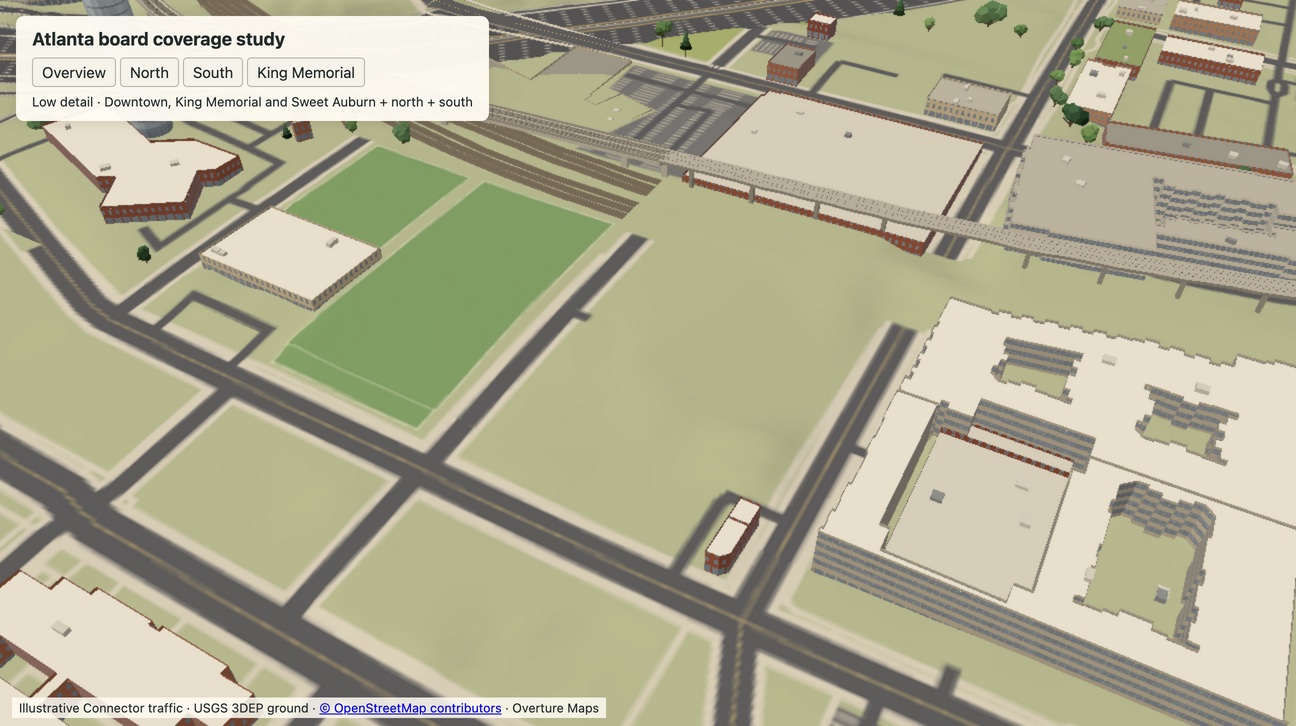 Atlanta board coverage study
Overview
North
South
King Memorial
Low detail · Downtown, King Memorial and Sweet Auburn + north + south
Illustrative Connector traffic · USGS 3DEP ground · © OpenStreetMap contributors · Overture Maps